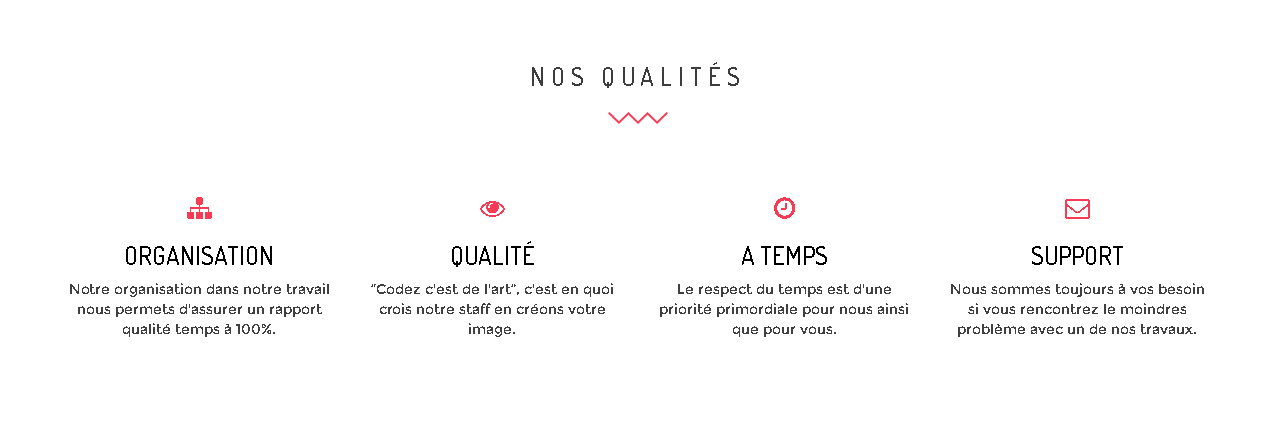 NOS QUALITÉS
ORGANISATION
Notre organisation dans notre travail
nous permets d'assurer un rapport
qualité temps à 100%.
QUALITÉ
"Codez c'est de l'art", c'est en quoi
crois notre staff en créons votre
image.
A TEMPS
Le respect du temps est d'une
priorité primordiale pour nous ainsi
que pour vous.
SUPPORT
Nous sommes toujours à vos besoin
si vous rencontrez le moindres
problème avec un de nos travaux.